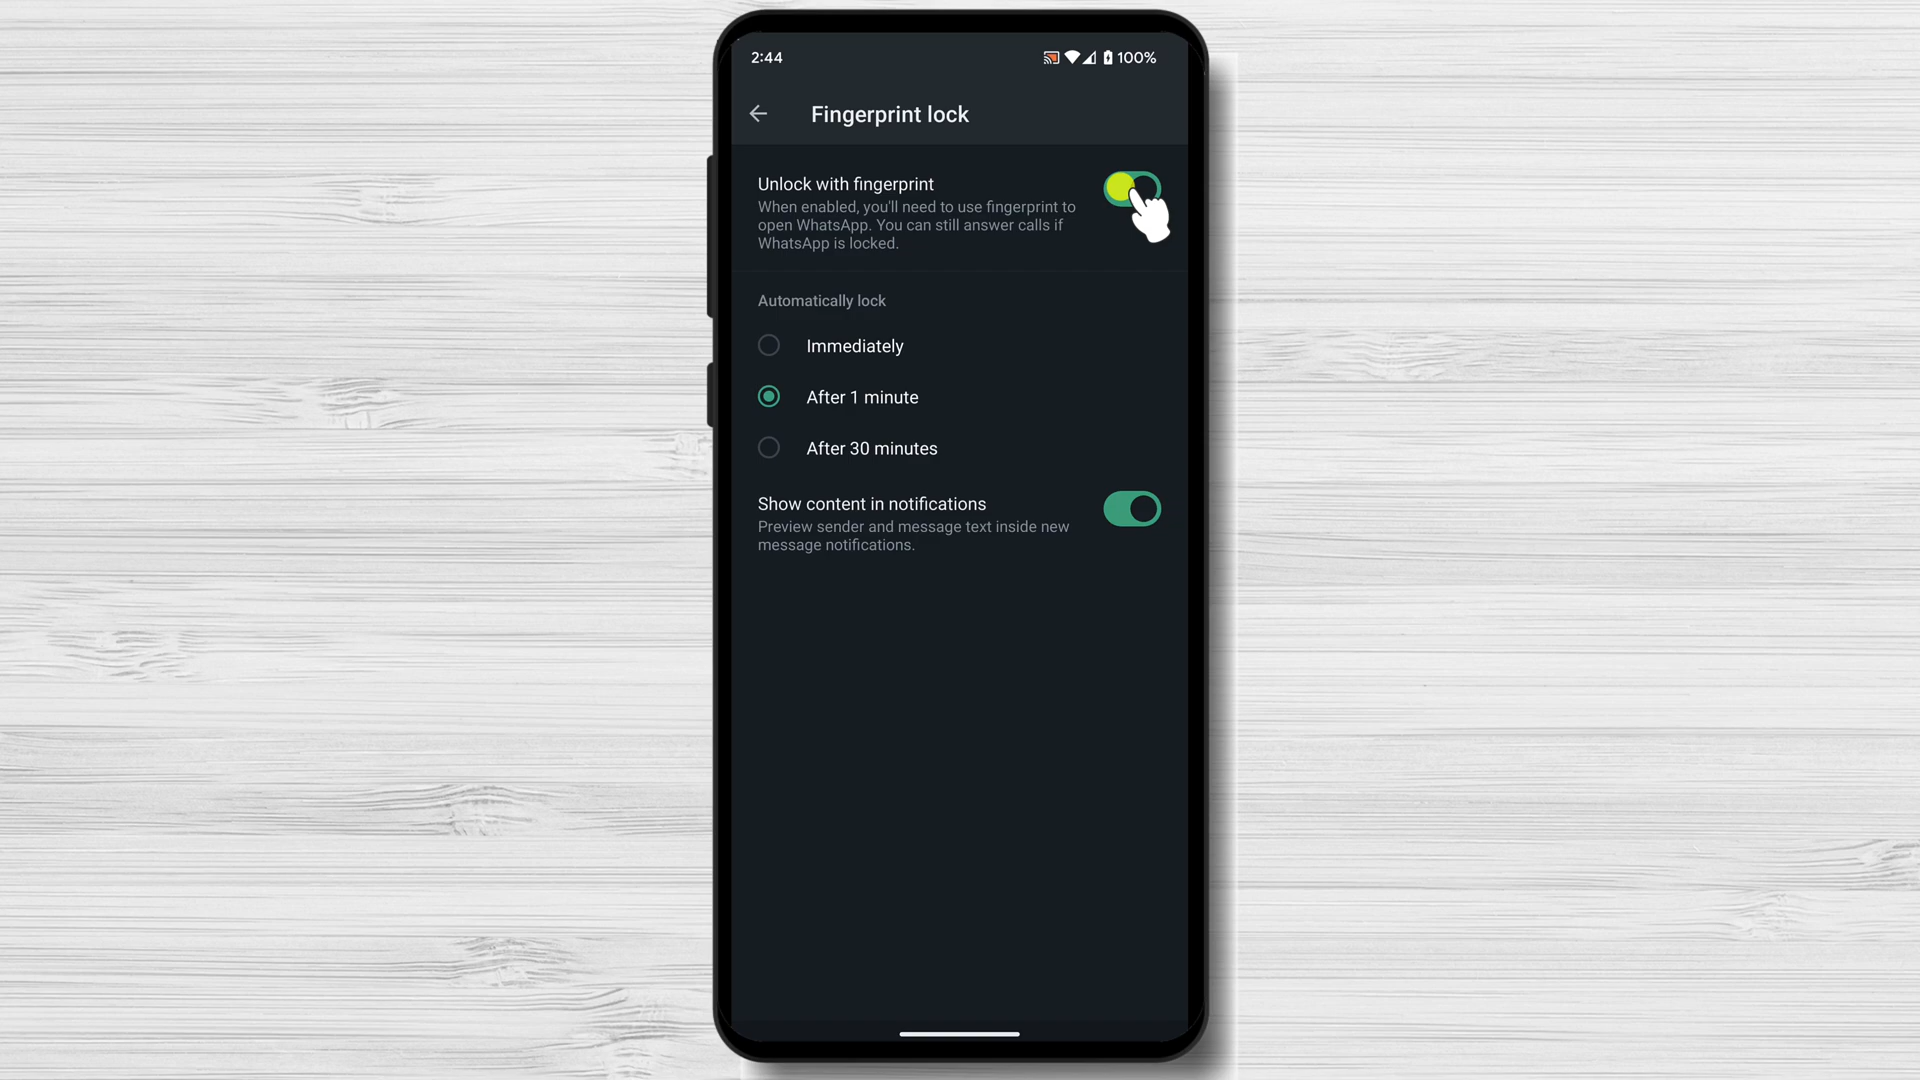 2:44
100%
Fingerprint lock
Unlock with fingerprint
When enabled, you'll need to use fingerprint to
open WhatsApp. You can still answer calls if
WhatsApp is locked.
Automatically lock
Immediately
After 1 minute
After 30 minutes
Show content in notifications
Preview sender and message text inside new
message notifications.